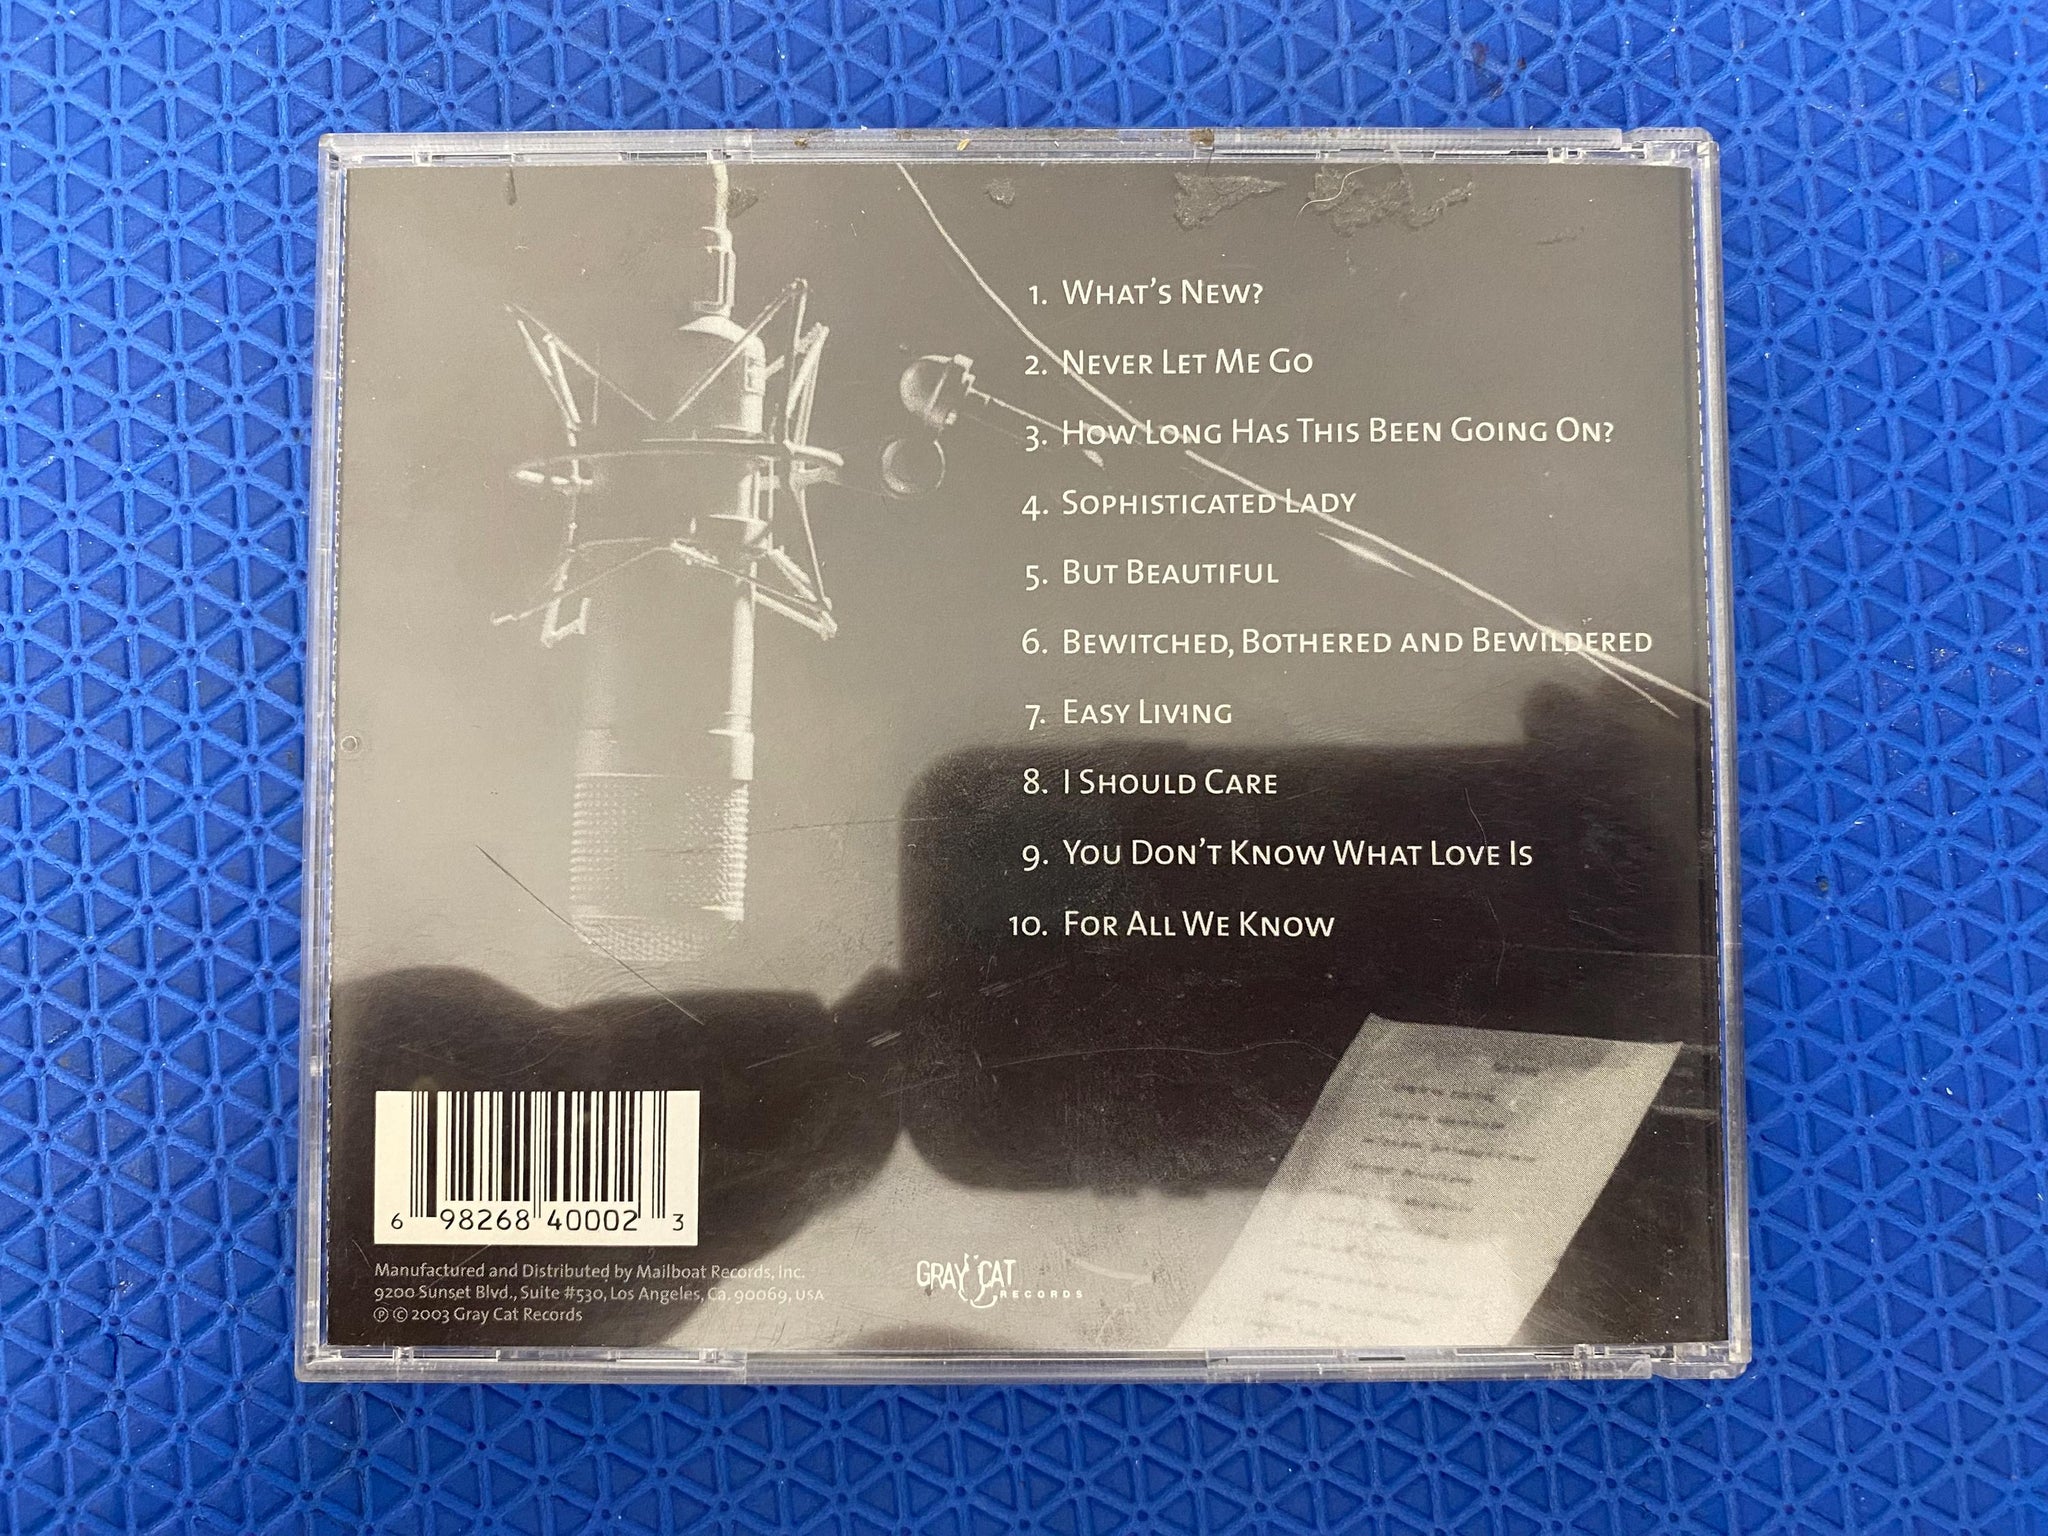 1. What's New?
2. Never Let Me Go
3. How Long Has This Been Going On?
4. Sophisticated Lady
5. But Beautiful
6. Bewitched, Bothered and Bewildered
7. Easy Living
8. I Should Care
9. You Don't Know What Love Is
10. For All We Know
6 98268 40002 3
Manufactured and Distributed by Mailboat Records, Inc.
9200 Sunset Blvd., Suite #530, Los Angeles, Ca. 90069, USA
℗ © 2003 Gray Cat Records
GRAY CAT
RECORDS